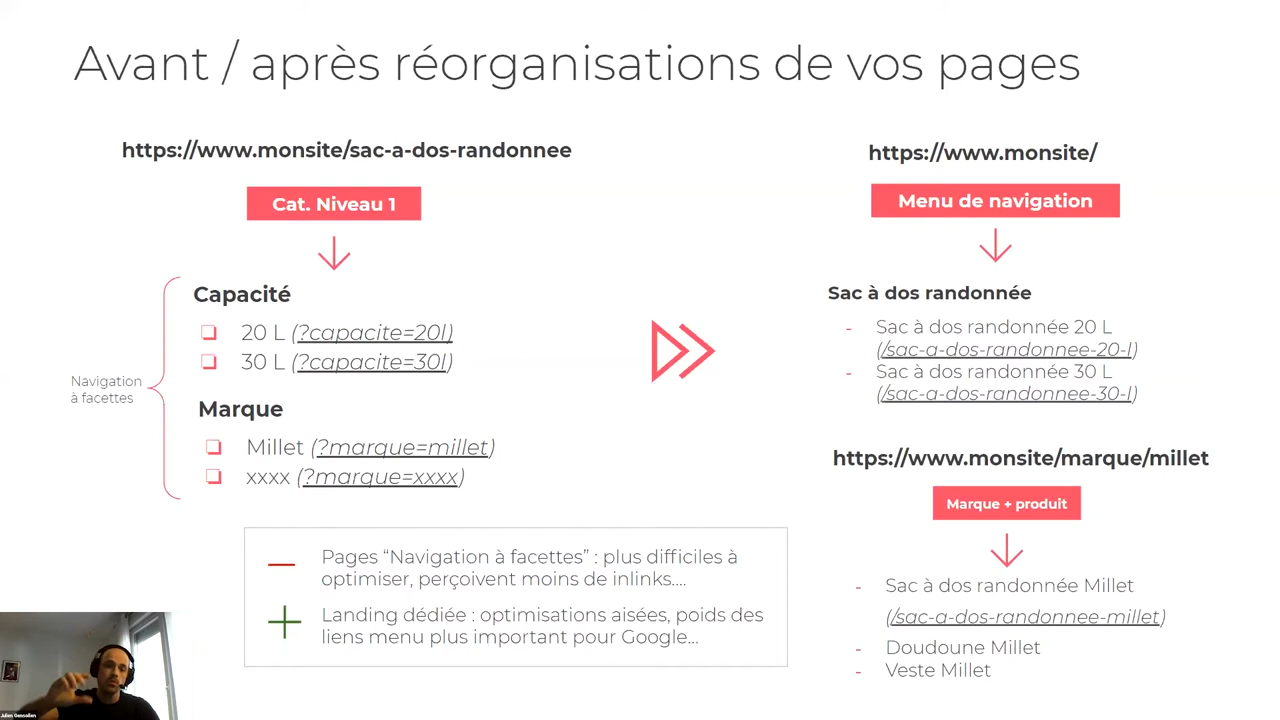 Avant / après réorganisations de vos pages
https://www.monsite/sac-a-dos-randonnee
Cat. Niveau 1
Capacité
20 L (?capacite=20l)
30 L (?capacite=30l)
Navigation
à facettes
Marque
Millet (?marque=millet)
xxxx (?marque=xxxx)
Pages “Navigation à facettes” : plus difficiles à
optimiser, perçoivent moins de inlinks....
Landing dédiée : optimisations aisées, poids des
liens menu plus important pour Google...
https://www.monsite/
Menu de navigation
Sac à dos randonnée
- Sac à dos randonnée 20 L
(/sac-a-dos-randonnee-20-l)
- Sac à dos randonnée 30 L
(/sac-a-dos-randonnee-30-l)
https://www.monsite/marque/millet
Marque + produit
- Sac à dos randonnée Millet
(/sac-a-dos-randonnee-millet)
- Doudoune Millet
- Veste Millet
Julien Gensollen